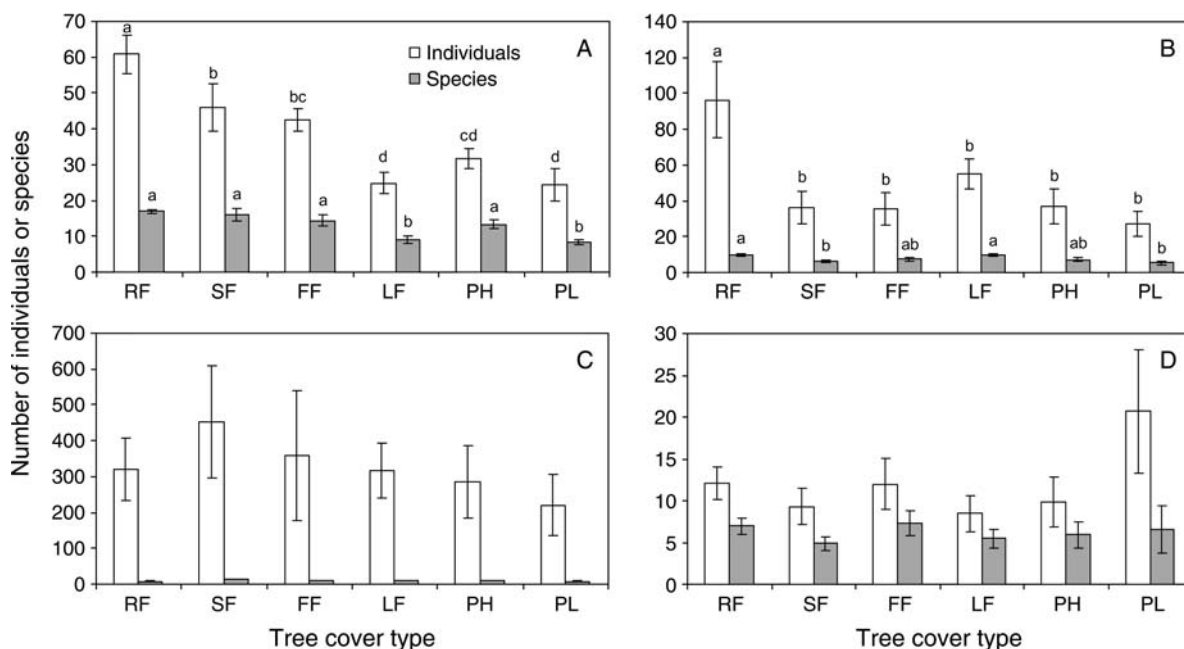 Number of individuals or species
70
60
50
40
30
20
10
0
A
Individuals
Species
a
b
bc
d
cd
d
a
a
a
b
a
b
RF SF FF LF PH PL
140
120
100
80
60
40
20
0
B
a
b
b
b
b
b
a
b
ab
a
ab
b
RF SF FF LF PH PL
700
600
500
400
300
200
100
0
C
RF SF FF LF PH PL
Tree cover type
30
25
20
15
10
5
0
D
RF SF FF LF PH PL
Tree cover type